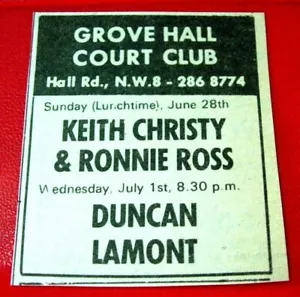 GROVE HALL
COURT CLUB
Hall Rd., N.W.8 - 286 8774
Sunday (Lunchtime), June 28th
KEITH CHRISTY
& RONNIE ROSS
Wednesday, July 1st, 8.30 p.m.
DUNCAN
LAMONT